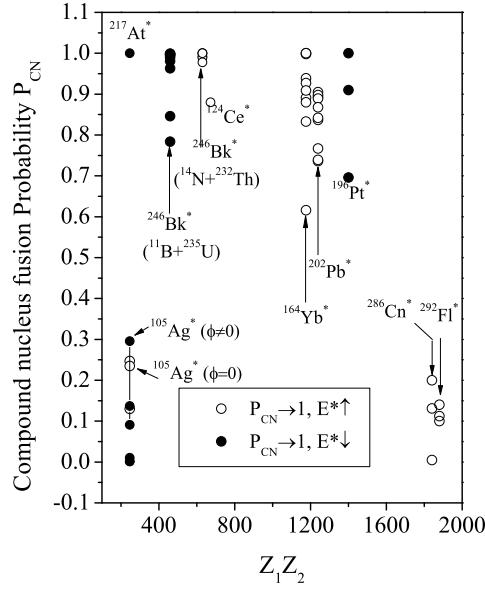 Compound nucleus fusion Probability P_CN
1.1
1.0
0.9
0.8
0.7
0.6
0.5
0.4
0.3
0.2
0.1
0.0
-0.1
400
800
1200
1600
2000
Z₁Z₂
²¹⁷At*
¹²⁴Ce*
²⁴⁶Bk*
(¹⁴N+²³²Th)
²⁴⁶Bk*
(¹¹B+²³⁵U)
¹⁹⁶Pt*
²⁰²Pb*
¹⁶⁴Yb*
²⁸⁶Cn* ²⁹²Fl*
¹⁰⁵Ag* (ϕ≠0)
¹⁰⁵Ag* (ϕ=0)
P_CN→1, E*↑
P_CN→1, E*↓